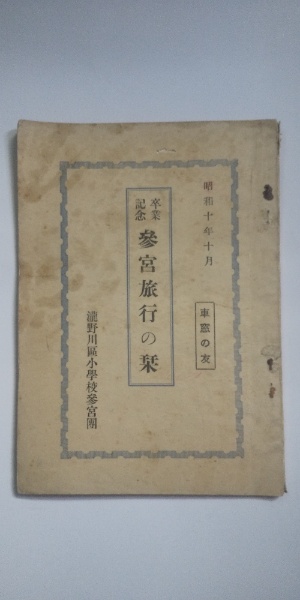 昭和十年十月
車窓の友
卒業記念
參宮旅行の栞
瀧野川區小學校參宮團